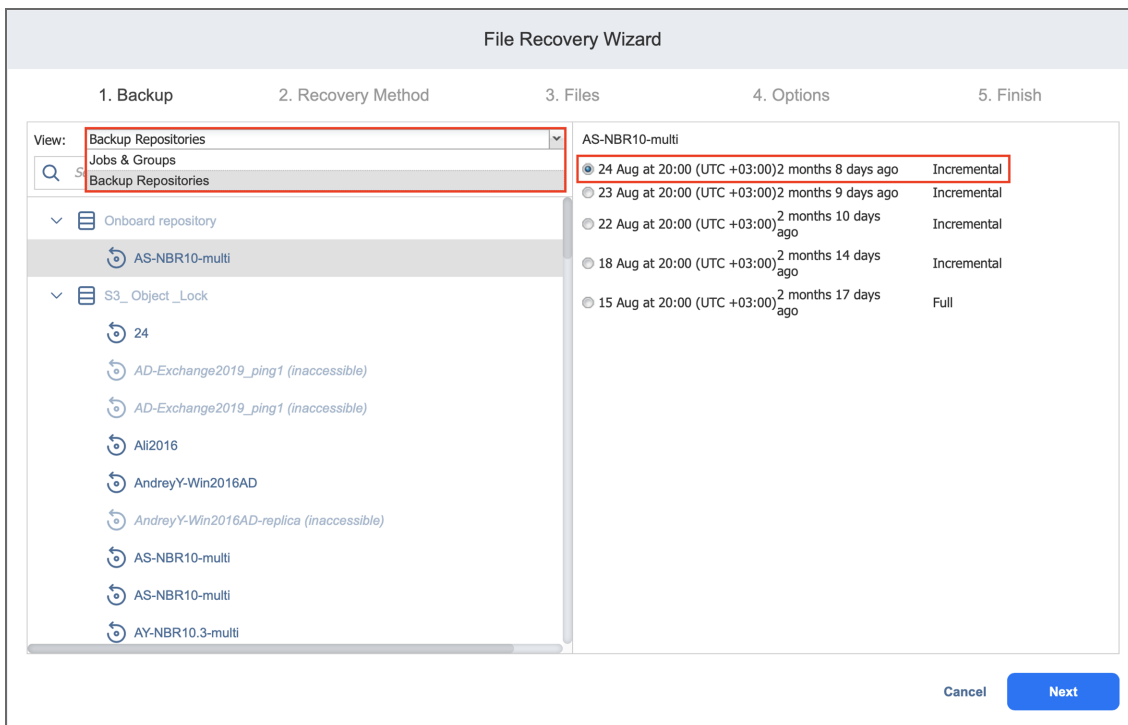 File Recovery Wizard
1. Backup
2. Recovery Method
3. Files
4. Options
5. Finish
View:
Backup Repositories
Jobs & Groups
Backup Repositories
Onboard repository
AS-NBR10-multi
S3_ Object _Lock
24
AD-Exchange2019_ping1 (inaccessible)
AD-Exchange2019_ping1 (inaccessible)
Ali2016
AndreyY-Win2016AD
AndreyY-Win2016AD-replica (inaccessible)
AS-NBR10-multi
AS-NBR10-multi
AY-NBR10.3-multi
AS-NBR10-multi
24 Aug at 20:00 (UTC +03:00)2 months 8 days ago Incremental
23 Aug at 20:00 (UTC +03:00)2 months 9 days ago Incremental
22 Aug at 20:00 (UTC +03:00)2 months 10 days ago Incremental
18 Aug at 20:00 (UTC +03:00)2 months 14 days ago Incremental
15 Aug at 20:00 (UTC +03:00)2 months 17 days ago Full
Cancel
Next